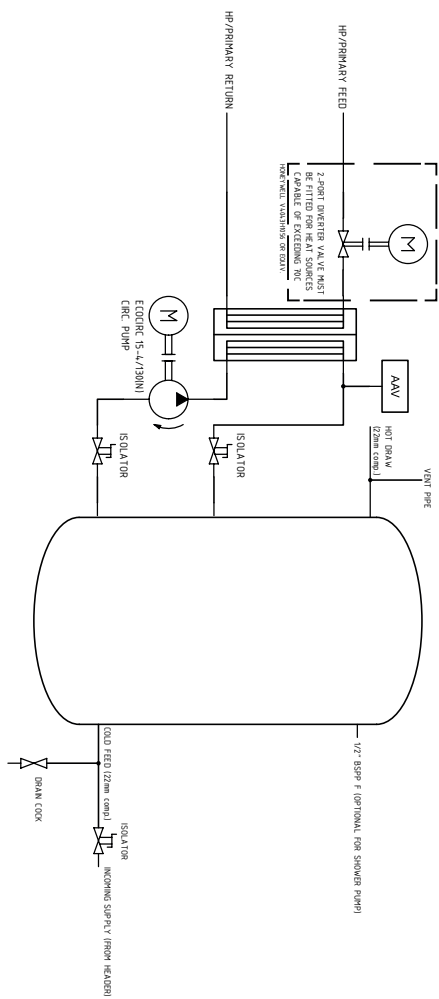 HP/PRIMARY RETURN
HP/PRIMARY FEED
2-PORT DIVERTER VALVE MUST
BE FITTED FOR HEAT SOURCES
CAPABLE OF EXCEEDING 70C
HONEYWELL V4043H1056 OR EQUIV.
M
M
ECOCIRC 15-4/130(N)
CIRC. PUMP
AAV
ISOLATOR
ISOLATOR
HOT DRAW
(22mm comp.)
VENT PIPE
COLD FEED (22mm comp.)
1/2" BSPP F (OPTIONAL FOR SHOWER PUMP)
DRAIN COCK
ISOLATOR
INCOMING SUPPLY (FROM HEADER)